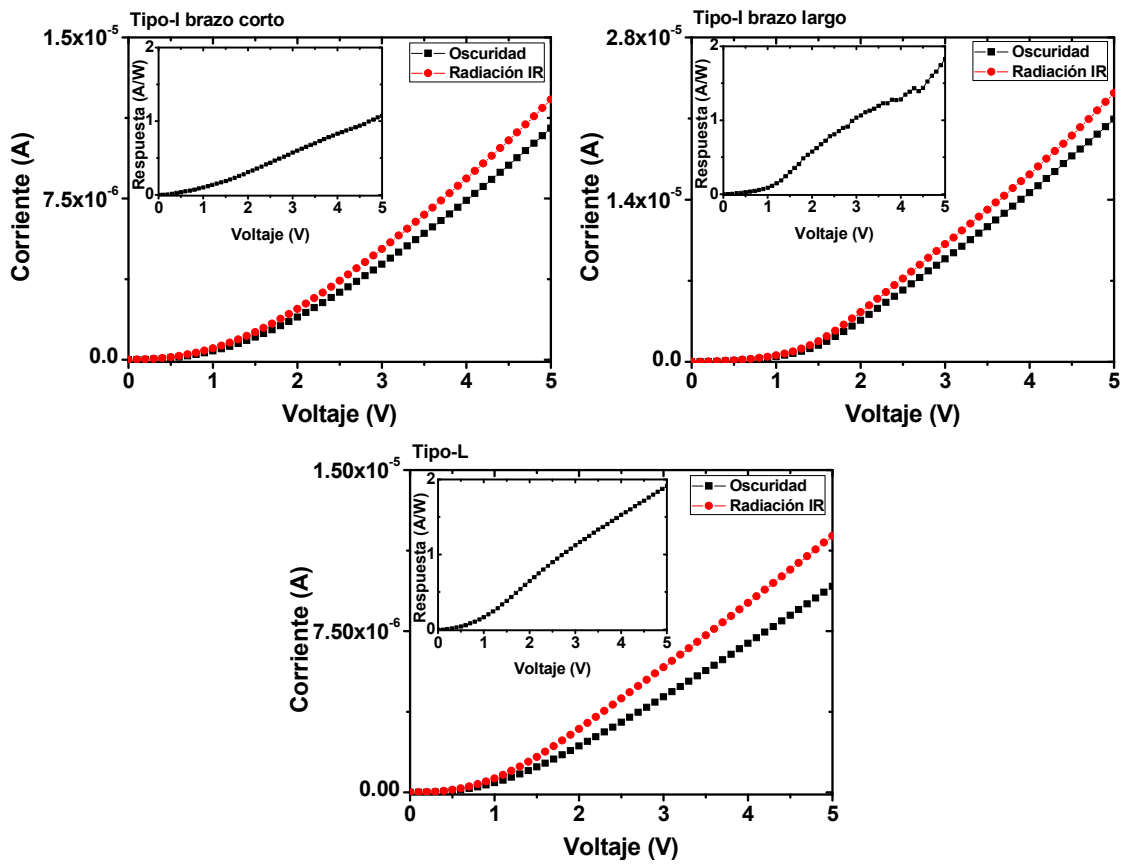 Tipo-I brazo corto
1.5x10⁻⁵
7.5x10⁻⁶
0.0
Corriente (A)
0 1 2 3 4 5
Voltaje (V)
Oscuridad
Radiación IR
2
1
0
Respuesta (A/W)
0 1 2 3 4 5
Voltaje (V)
Tipo-I brazo largo
2.8x10⁻⁵
1.4x10⁻⁵
0.0
Corriente (A)
0 1 2 3 4 5
Voltaje (V)
Oscuridad
Radiación IR
2
1
0
Respuesta (A/W)
0 1 2 3 4 5
Voltaje (V)
Tipo-L
1.50x10⁻⁵
7.50x10⁻⁶
0.00
Corriente (A)
0 1 2 3 4 5
Voltaje (V)
Oscuridad
Radiación IR
2
1
0
Respuesta (A/W)
0 1 2 3 4 5
Voltaje (V)